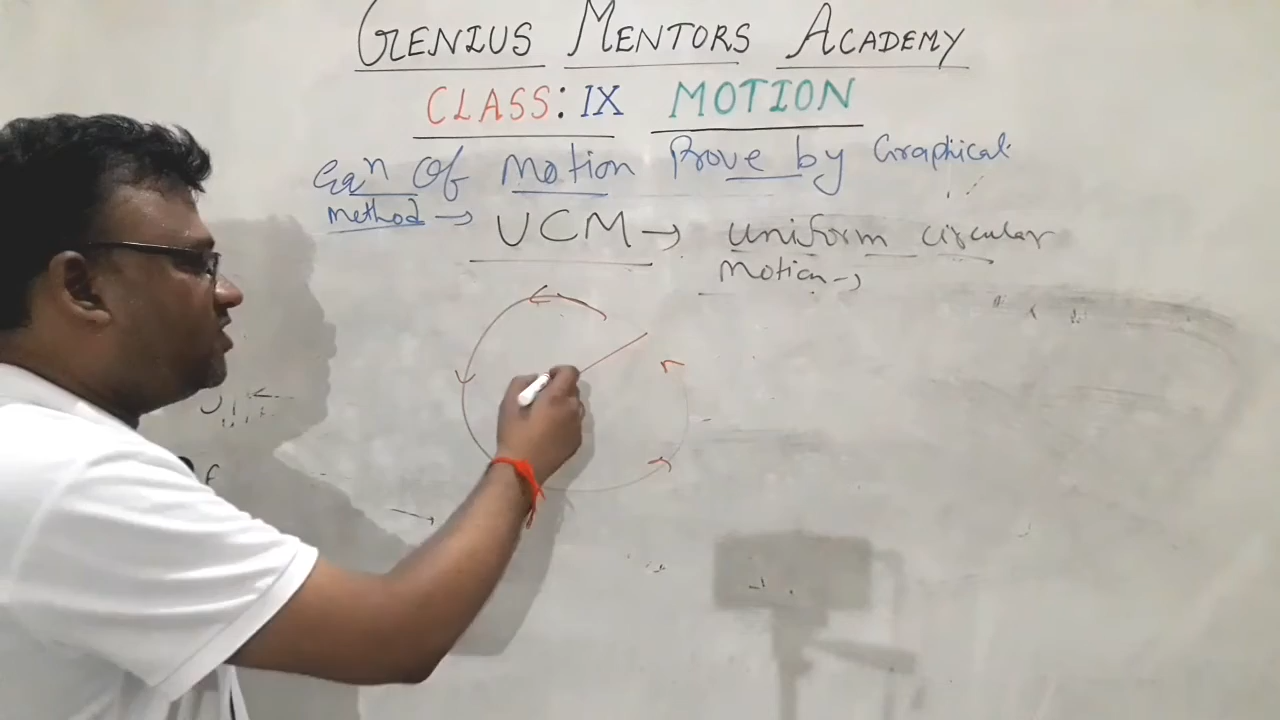 GENIUS MENTORS ACADEMY
CLASS: IX MOTION
Eqn Of Motion Prove by Graphical
Method → UCM → uniform circular
Motion →